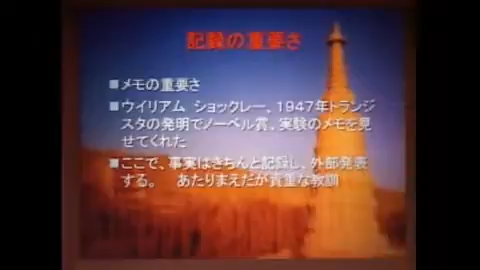 記録の重要さ
■メモの重要さ
■ウイリアム ショックレー、1947年トランジ
スタの発明でノーベル賞、実験のメモを見
せてくれた
■ここで、事実はきちんと記録し、外部発表
する。 あたりまえだが貴重な教訓